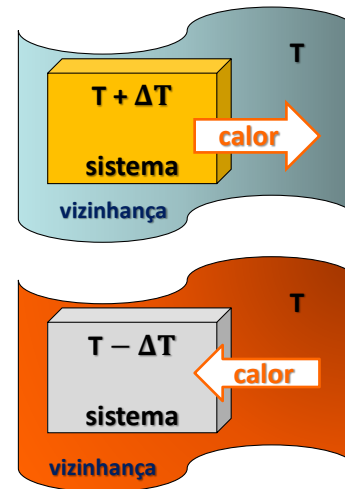 T
T + ΔT
calor
sistema
vizinhança
T
T − ΔT
calor
sistema
vizinhança